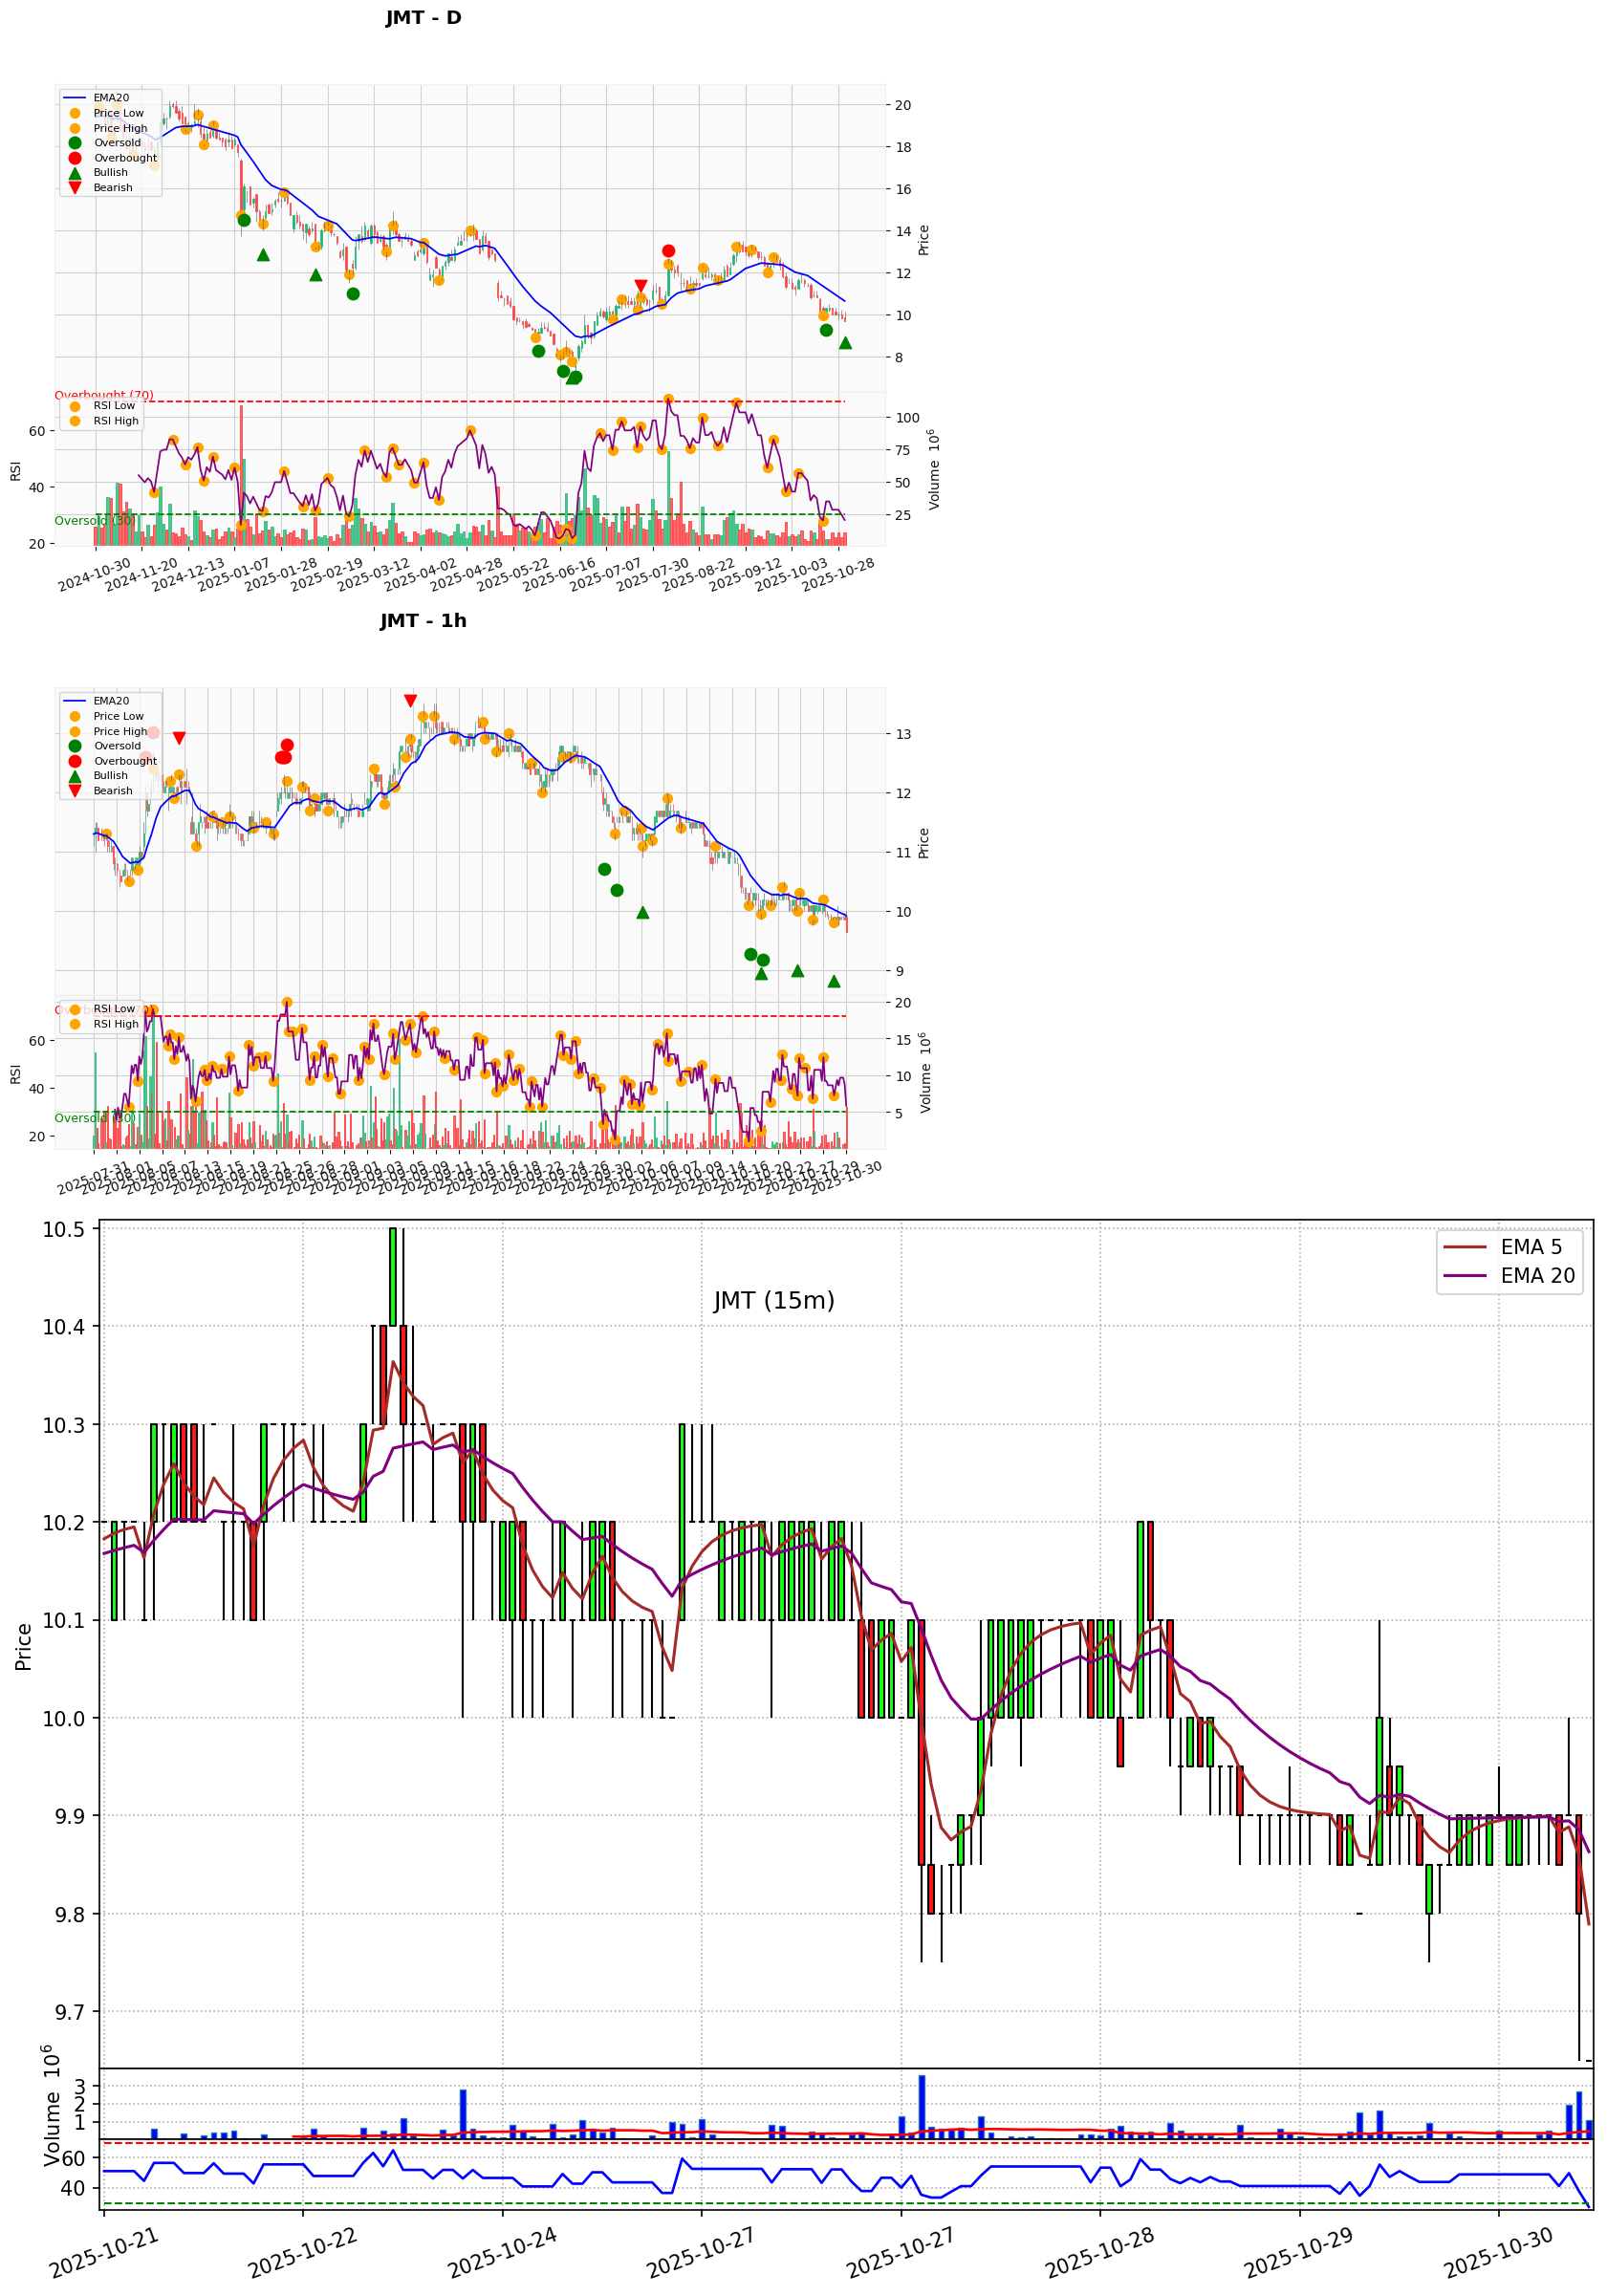 JMT - D
EMA20
Price Low
Price High
Oversold
Overbought
Bullish
Bearish
20
18
16
14
12
10
8
Price
Overbought (70)
RSI Low
RSI High
Oversold (30)
60
40
20
RSI
100
75
50
25
Volume 10^6
2024-10-30
2024-11-20
2024-12-13
2025-01-07
2025-01-28
2025-02-19
2025-03-12
2025-04-02
2025-04-28
2025-05-22
2025-06-16
2025-07-07
2025-07-30
2025-08-22
2025-09-12
2025-10-03
2025-10-28
JMT - 1h
EMA20
Price Low
Price High
Oversold
Overbought
Bullish
Bearish
13
12
11
10
9
Price
RSI Low
RSI High
Oversold (30)
60
40
20
RSI
20
15
10
5
Volume 10^6
2025-10-30
JMT (15m)
EMA 5
EMA 20
10.5
10.4
10.3
10.2
10.1
10.0
9.9
9.8
9.7
Price
3
2
1
Volume 10^6
60
40
2025-10-21
2025-10-22
2025-10-24
2025-10-27
2025-10-27
2025-10-28
2025-10-29
2025-10-30